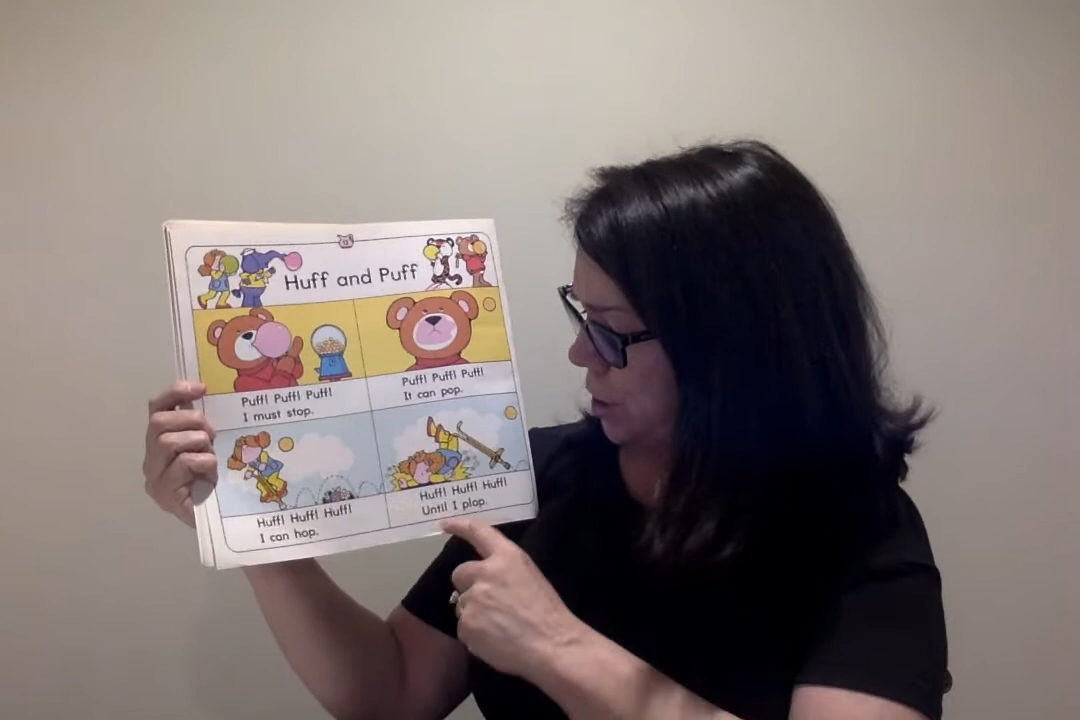 Huff and Puff
Puff! Puff! Puff!
I must stop.
Puff! Puff! Puff!
It can pop.
Huff! Huff! Huff!
I can hop.
Huff! Huff! Huff!
Until I plop.